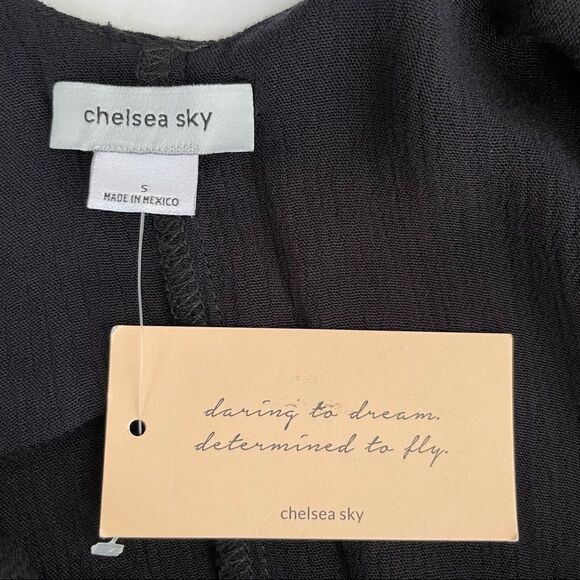 chelsea sky
S
MADE IN MEXICO
daring to dream.
determined to fly.
chelsea sky